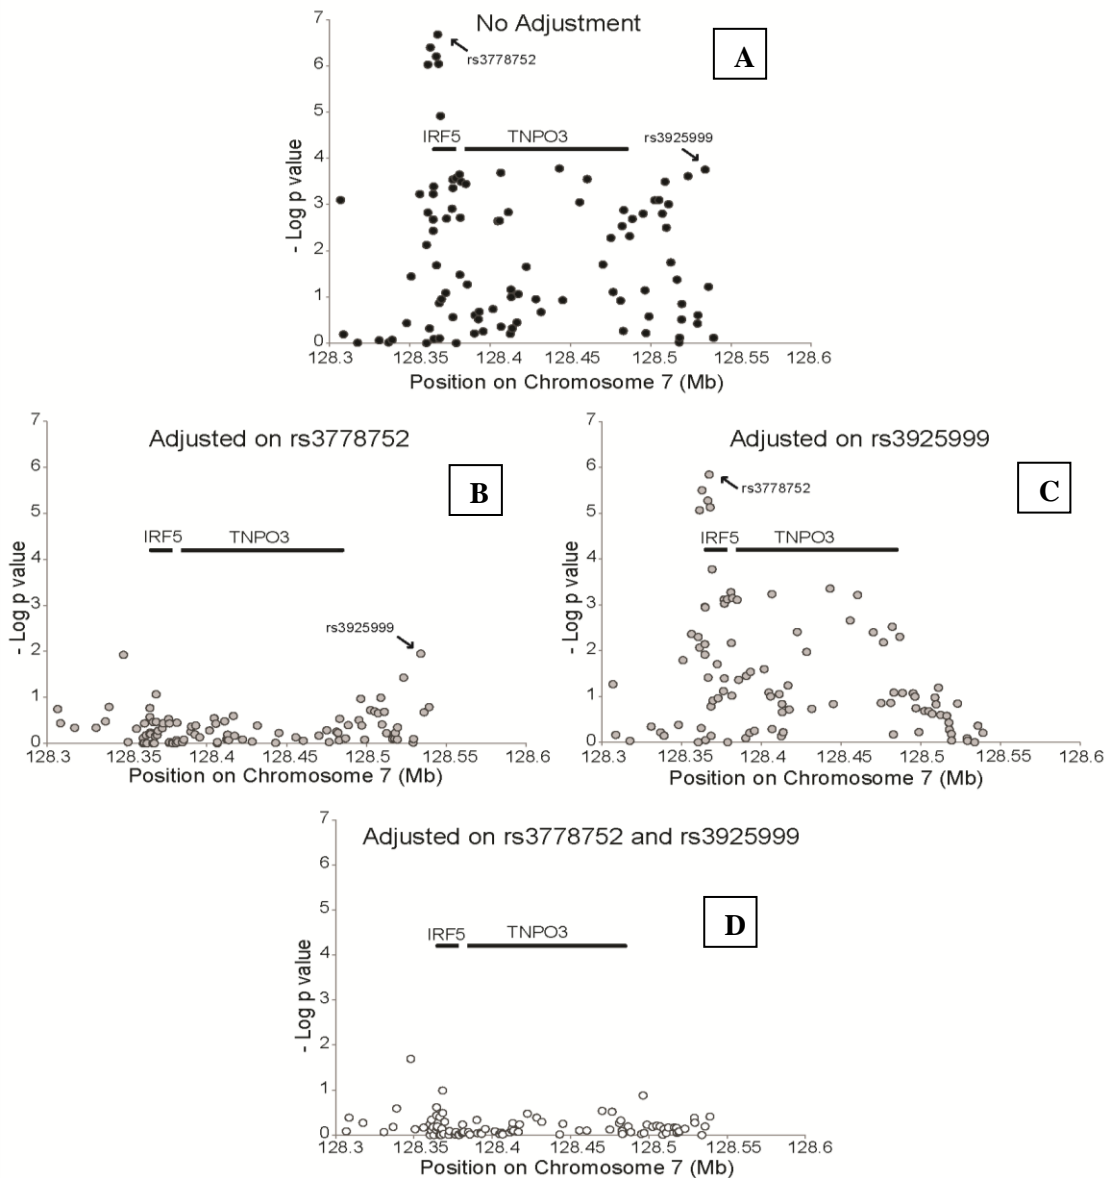 No Adjustment
A
rs3778752
IRF5 TNPO3
rs3925999
- Log p value
7
6
5
4
3
2
1
0
128.3 128.35 128.4 128.45 128.5 128.55 128.6
Position on Chromosome 7 (Mb)
Adjusted on rs3778752
B
IRF5 TNPO3
rs3925999
- Log p value
7
6
5
4
3
2
1
0
128.3 128.35 128.4 128.45 128.5 128.55 128.6
Position on Chromosome 7 (Mb)
Adjusted on rs3925999
C
rs3778752
IRF5 TNPO3
- Log p value
7
6
5
4
3
2
1
0
128.3 128.35 128.4 128.45 128.5 128.55 128.6
Position on Chromosome 7 (Mb)
Adjusted on rs3778752 and rs3925999
D
IRF5 TNPO3
- Log p value
7
6
5
4
3
2
1
0
128.3 128.35 128.4 128.45 128.5 128.55 128.6
Position on Chromosome 7 (Mb)